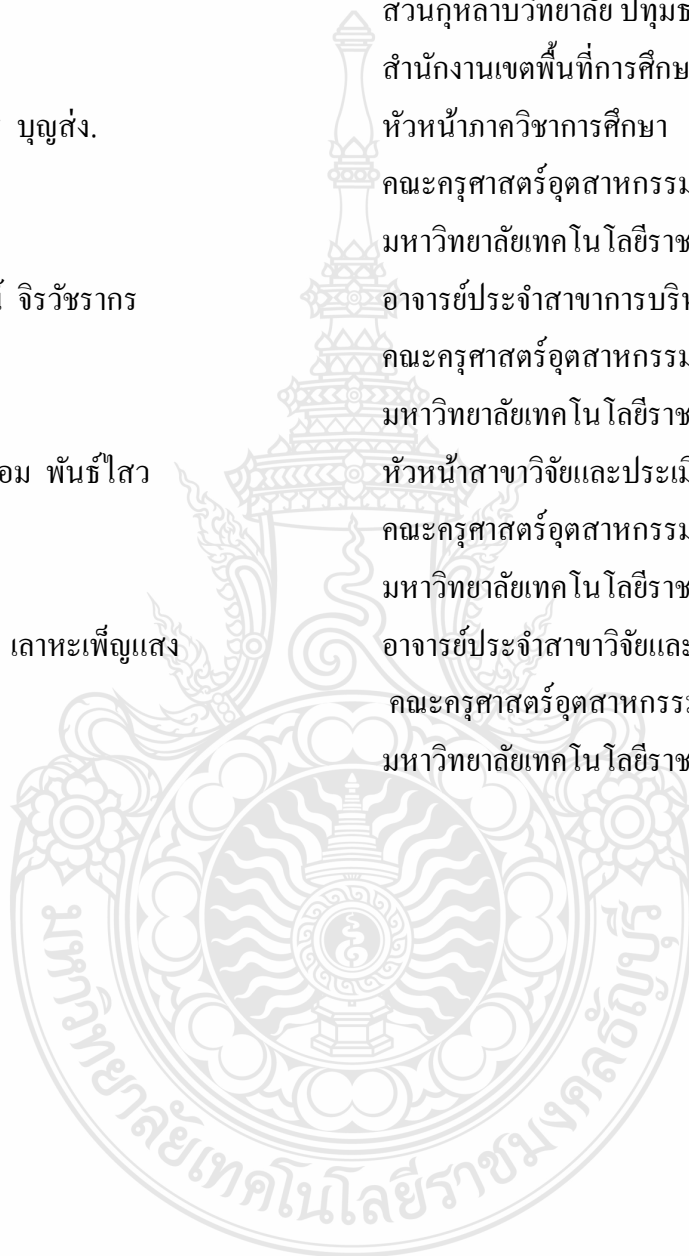 สวนกุหลาบวิทยาลัย ปทุมธ
สำนักงานเขตพื้นที่การศึกษ
บุญส่ง. หัวหน้าภาควิชาการศึกษา
คณะครุศาสตร์อุตสาหกรรม
มหาวิทยาลัยเทคโนโลยีราช
จิรวัชรากร อาจารย์ประจำสาขาการบริห
คณะครุศาสตร์อุตสาหกรรม
มหาวิทยาลัยเทคโนโลยีราช
อม พันธ์ไสว หัวหน้าสาขาวิจัยและประเมิ
คณะครุศาสตร์อุตสาหกรรม
มหาวิทยาลัยเทคโนโลยีราช
เลาหะเพ็ญแสง อาจารย์ประจำสาขาวิจัยและ
คณะครุศาสตร์อุตสาหกรร
มหาวิทยาลัยเทคโนโลยีราช
มหาวิทยาลัยเทคโนโลยีราชมงคลธัญบุรี